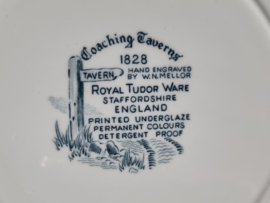 Coaching Taverns
1828
TAVERN
HAND ENGRAVED
BY W.N. MELLOR
ROYAL TUDOR WARE
STAFFORDSHIRE
ENGLAND
PRINTED UNDERGLAZE
PERMANENT COLOURS
DETERGENT PROOF